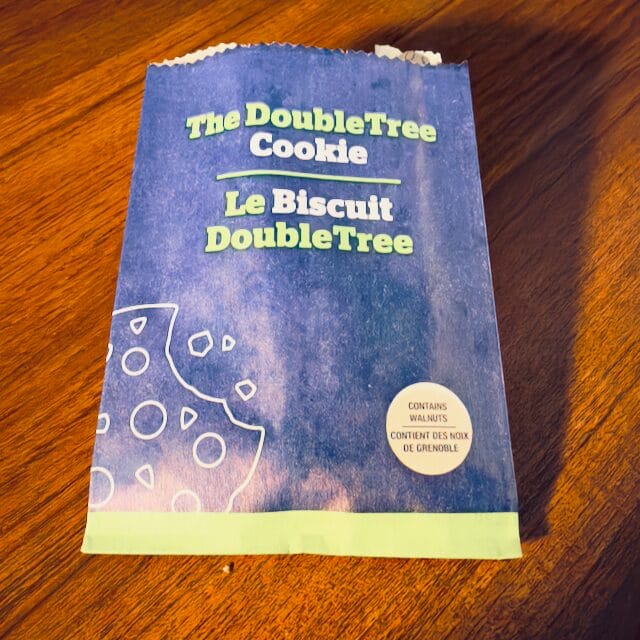 The DoubleTree
Cookie
Le Biscuit
DoubleTree
CONTAINS
WALNUTS
CONTIENT DES NOIX
DE GRENOBLE